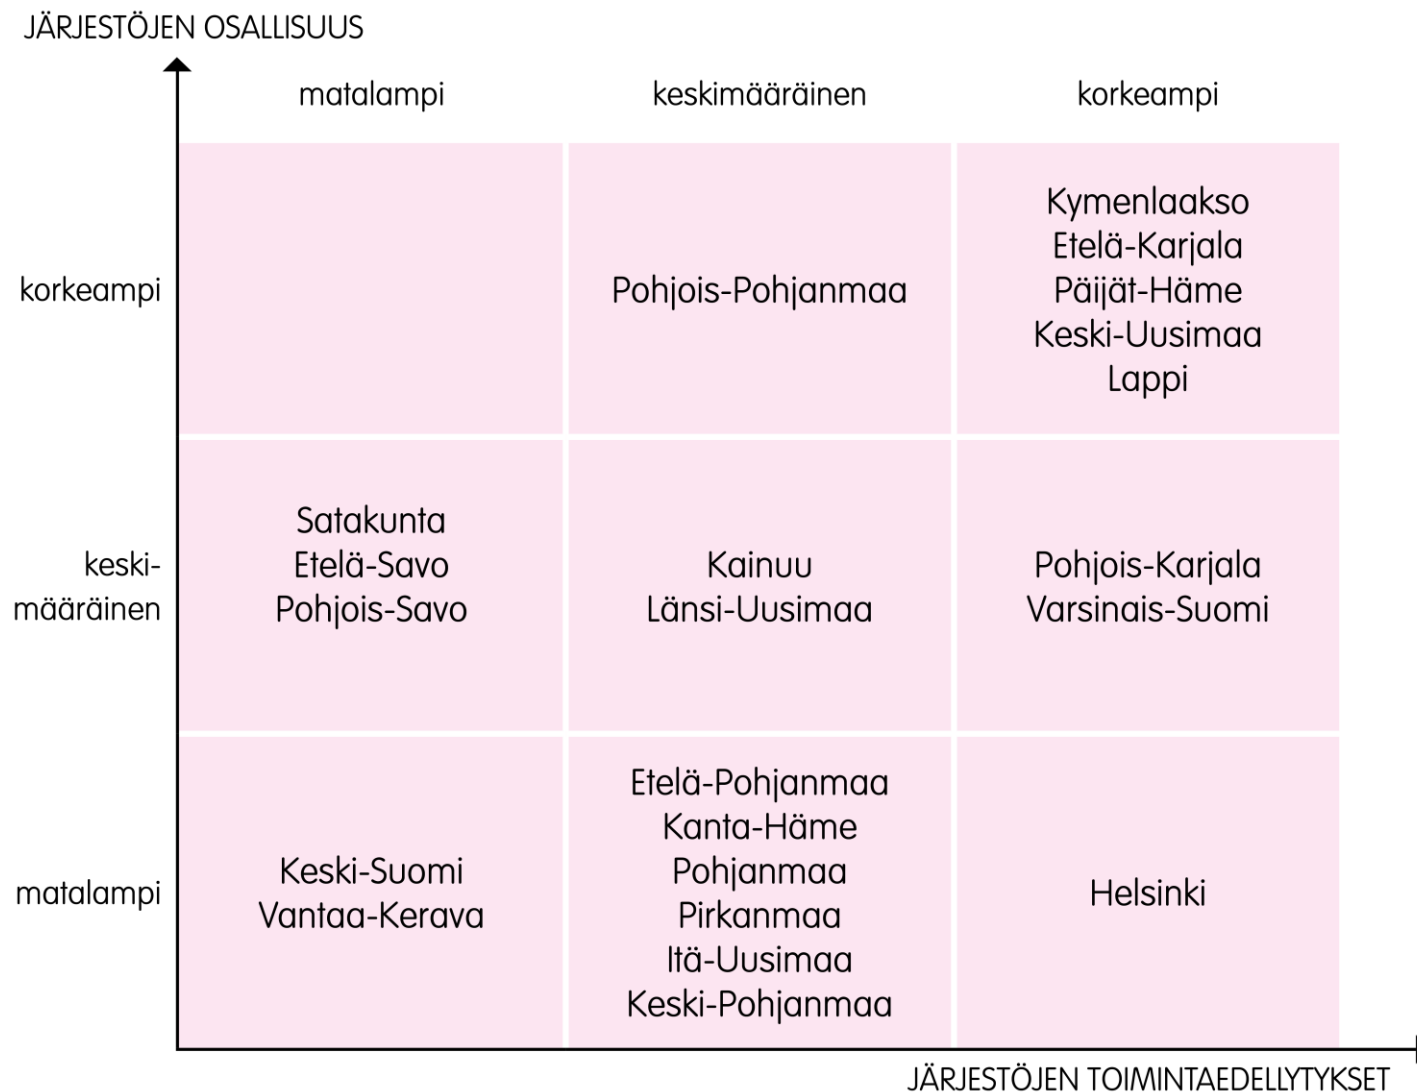 JÄRJESTÖJEN OSALLISUUS
matalampi
keskimääräinen
korkeampi
korkeampi
Pohjois-Pohjanmaa
Kymenlaakso
Etelä-Karjala
Päijät-Häme
Keski-Uusimaa
Lappi
keski-
määräinen
Satakunta
Etelä-Savo
Pohjois-Savo
Kainuu
Länsi-Uusimaa
Pohjois-Karjala
Varsinais-Suomi
matalampi
Keski-Suomi
Vantaa-Kerava
Etelä-Pohjanmaa
Kanta-Häme
Pohjanmaa
Pirkanmaa
Itä-Uusimaa
Keski-Pohjanmaa
Helsinki
JÄRJESTÖJEN TOIMINTAEDELLYTYKSET